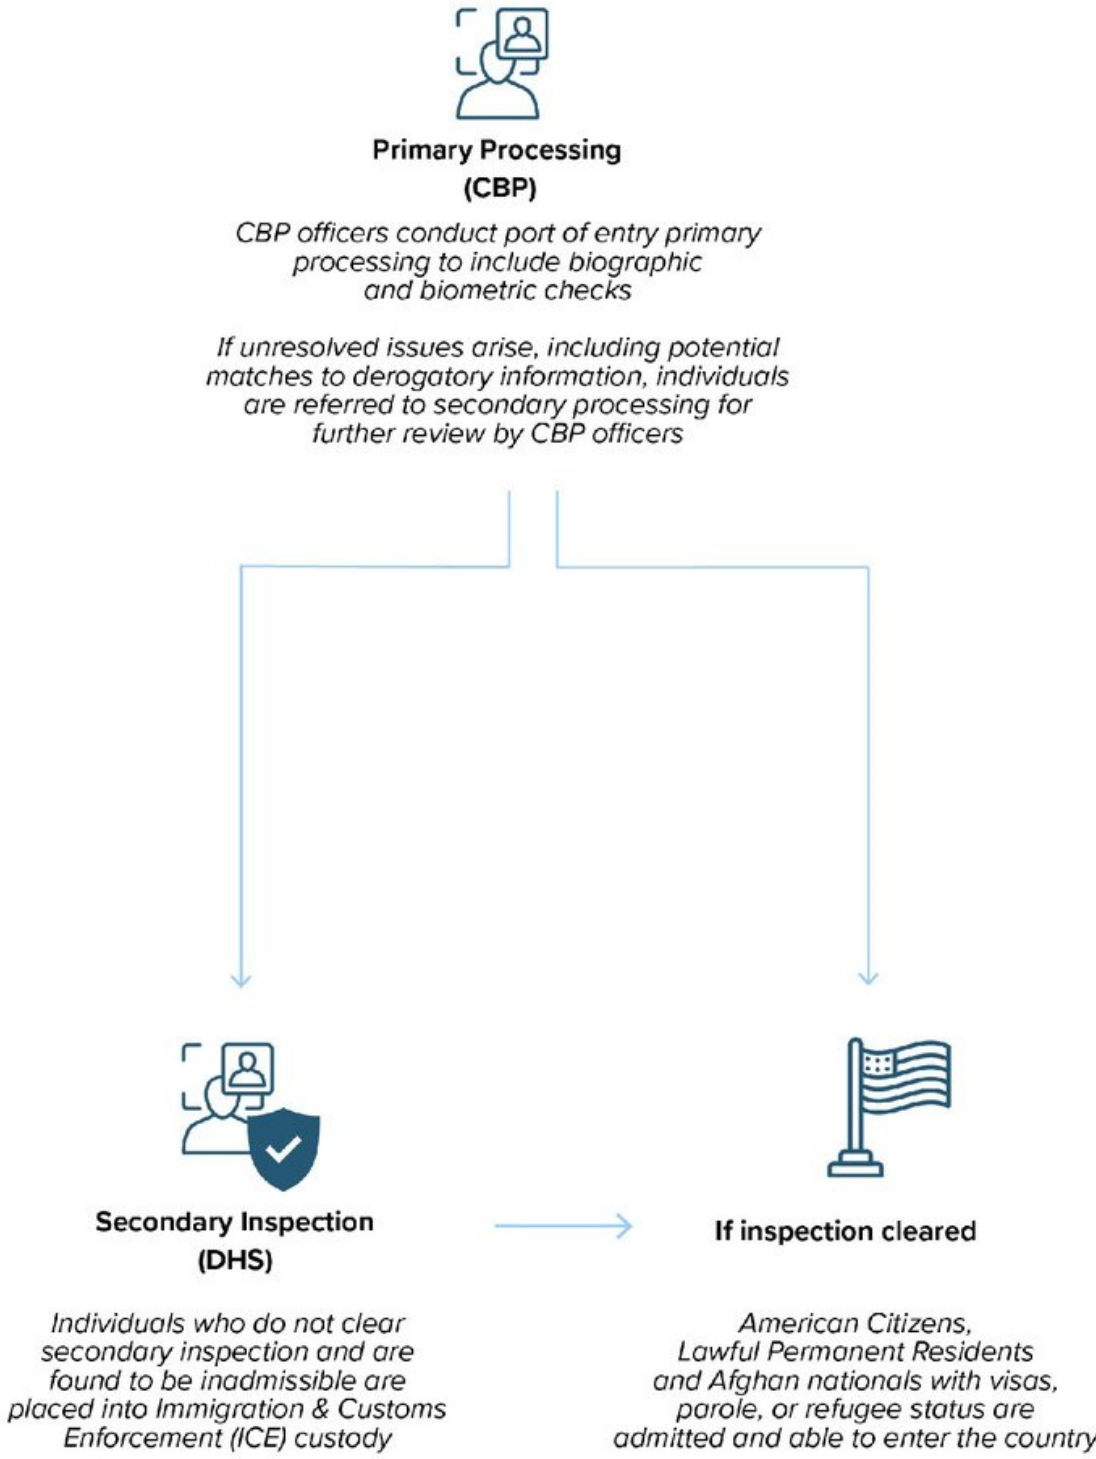 Primary Processing
(CBP)
CBP officers conduct port of entry primary
processing to include biographic
and biometric checks
If unresolved issues arise, including potential
matches to derogatory information, individuals
are referred to secondary processing for
further review by CBP officers
Secondary Inspection
(DHS)
Individuals who do not clear
secondary inspection and are
found to be inadmissible are
placed into Immigration & Customs
Enforcement (ICE) custody
If inspection cleared
American Citizens,
Lawful Permanent Residents
and Afghan nationals with visas,
parole, or refugee status are
admitted and able to enter the country